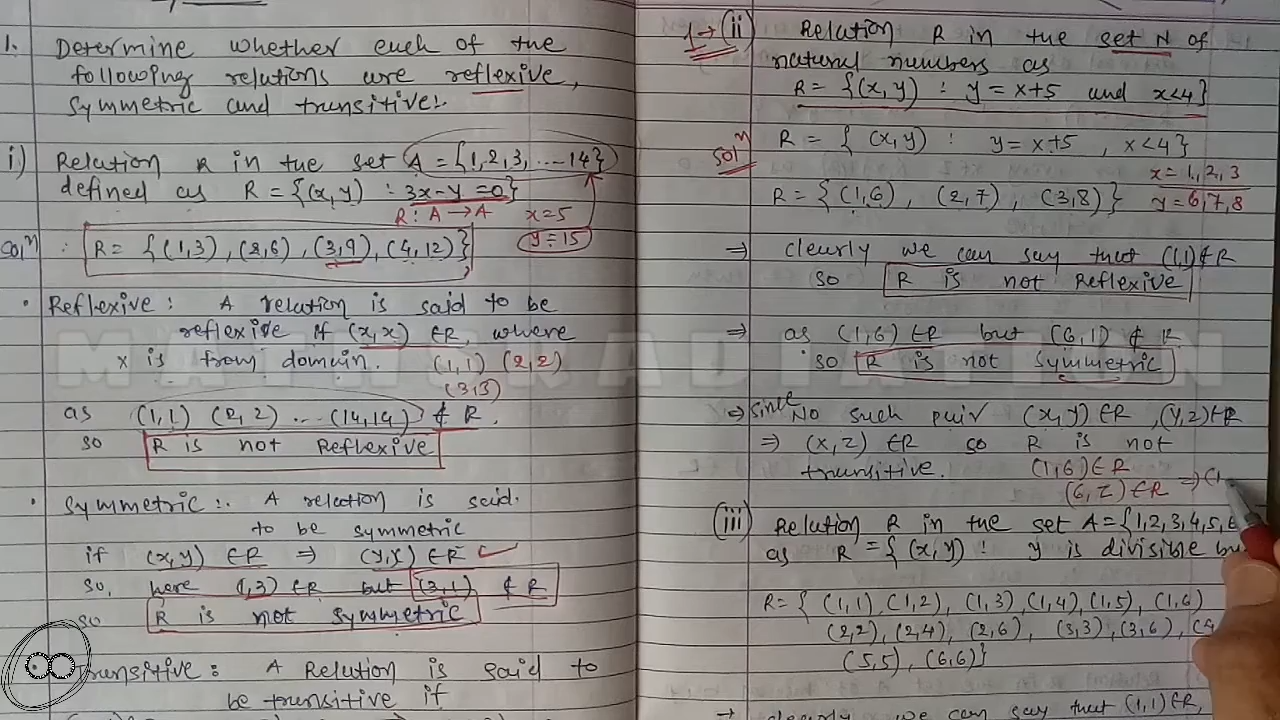 1. Determine whether each of the
following relations are reflexive,
symmetric and transitive:.
i) Relation R in the set A = {1,2,3, ...14}
defined as R = {(x,y) : 3x-y=0}
R: A → A x=5
y=15
Solⁿ : R = {(1,3), (2,6), (3,9), (4,12)}
• Reflexive: A relation is said to be
reflexive if (x,x) ∈R, where
x is from domain. (1,1) (2,2)
(3,3)
as (1,1) (2,2) ... (14,14) ∉ R.
so R is not Reflexive
• Symmetric:. A relation is said.
to be symmetric
if (x,y) ∈R ⇒ (y,x) ∈R
so, here (1,3) ∈R but (3,1) ∉ R
so R is not symmetric
Transitive: A Relation is said to
be transitive if
1→(ii) Relation R in the set N of
natural numbers as
R = {(x,y) : y = x+5 and x<4}
Solⁿ R = { (x,y) : y=x+5 , x<4}
x=1,2,3
R = { (1,6) , (2,7) , (3,8)} y=6,7,8
⇒ clearly we can say that (1,1)∉R
so R is not Reflexive
⇒ as (1,6) ∈R but (6,1) ∉ R
so R is not symmetric
⇒ since No such pair (x,y) ∈R, (y,z)∈R
⇒ (x,z) ∈R so R is not
transitive. (1,6)∈R
(6,z)∈R ⇒ (1
(iii) Relation R in the set A={1,2,3,4,5,6
as R = { (x,y) : y is divisible
R={ (1,1), (1,2), (1,3), (1,4), (1,5), (1,6)
(2,2), (2,4), (2,6), (3,3), (3,6), (4
(5,5), (6,6)}
→ clearly we can say that (1,1) ∈R,
MATHS RADIATION